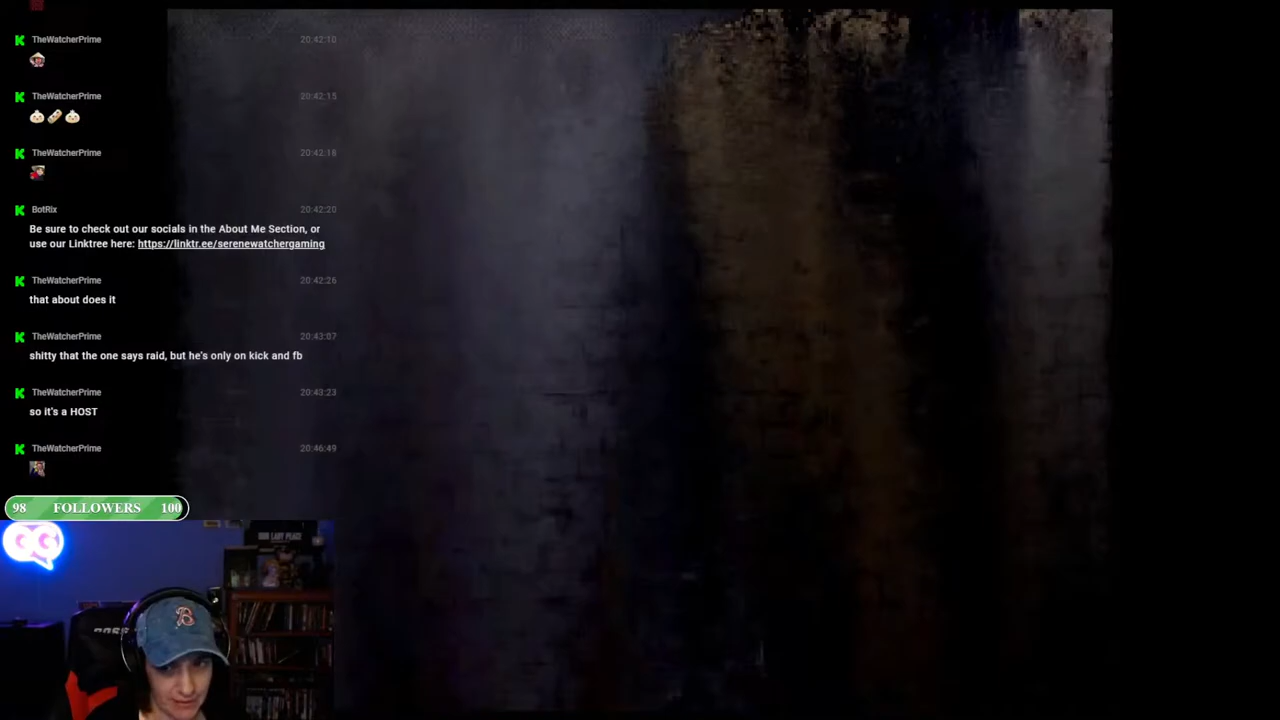 TheWatcherPrime 20:42:10
TheWatcherPrime 20:42:15
TheWatcherPrime 20:42:18
BotRix 20:42:20
Be sure to check out our socials in the About Me Section, or
use our Linktree here: https://linktr.ee/serenewatchergaming
TheWatcherPrime 20:42:26
that about does it
TheWatcherPrime 20:43:07
shitty that the one says raid, but he's only on kick and fb
TheWatcherPrime 20:43:23
so it's a HOST
TheWatcherPrime 20:46:49
98 FOLLOWERS 100
GG
OUR LADY PEACE
B